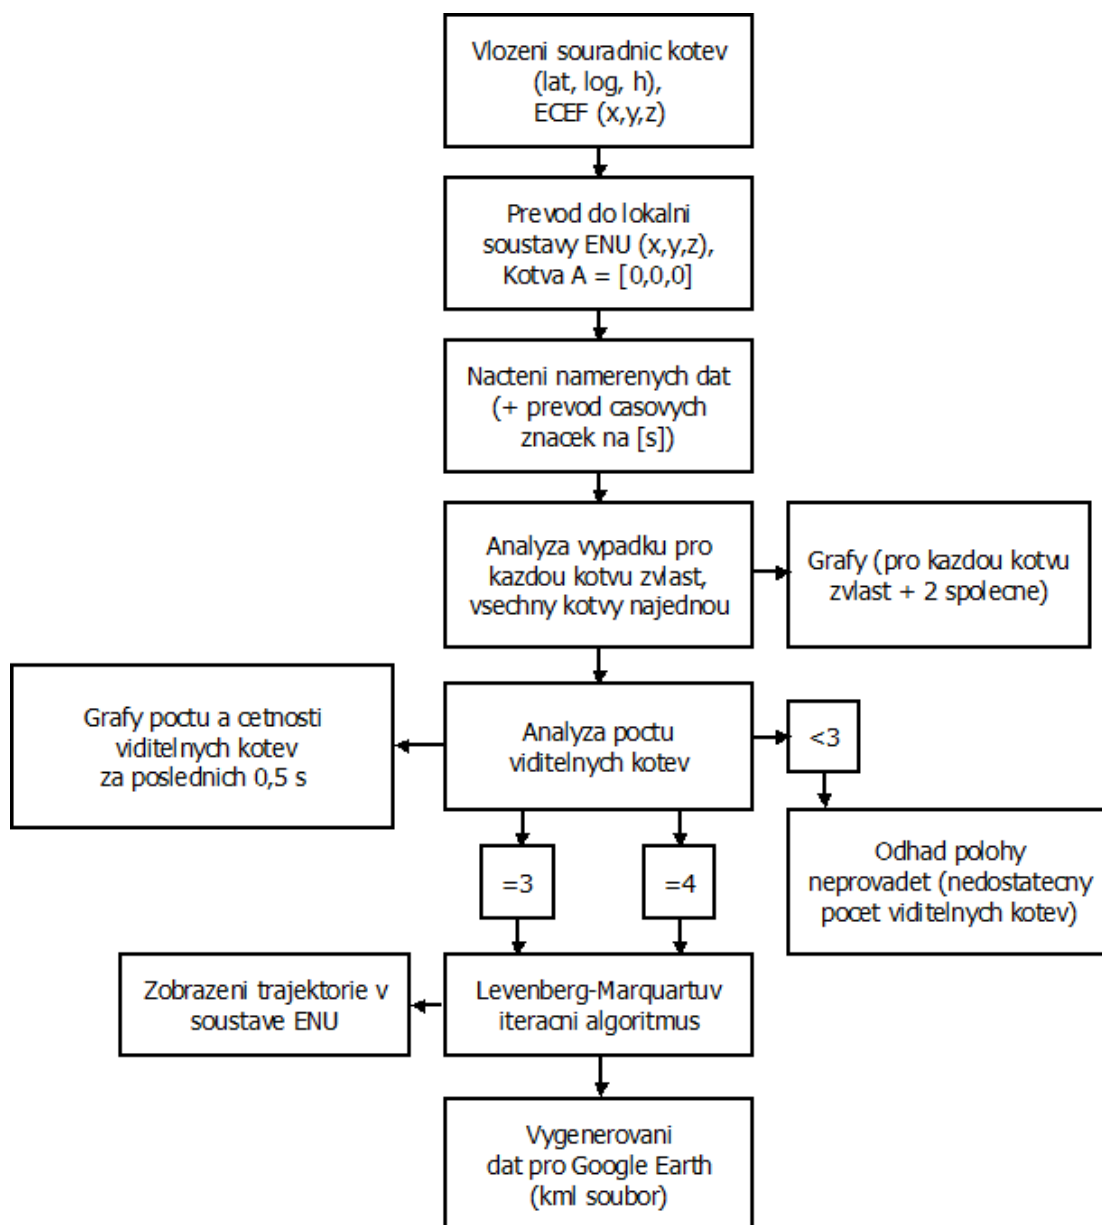 Vlozeni souradnic kotev
(lat, log, h),
ECEF (x,y,z)
Prevod do lokalni
soustavy ENU (x,y,z),
Kotva A = [0,0,0]
Nacteni namerenych dat
(+ prevod casovych
znacek na [s])
Analyza vypadku pro
kazdou kotvu zvlast,
vsechny kotvy najednou
Grafy (pro kazdou kotvu
zvlast + 2 spolecne)
Grafy poctu a cetnosti
viditelnych kotev
za poslednich 0,5 s
Analyza poctu
viditelnych kotev
<3
=3
=4
Odhad polohy
neprovadet (nedostatecny
pocet viditelnych kotev)
Zobrazeni trajektorie v
soustave ENU
Levenberg-Marquartuv
iteracni algoritmus
Vygenerovani
dat pro Google Earth
(kml soubor)